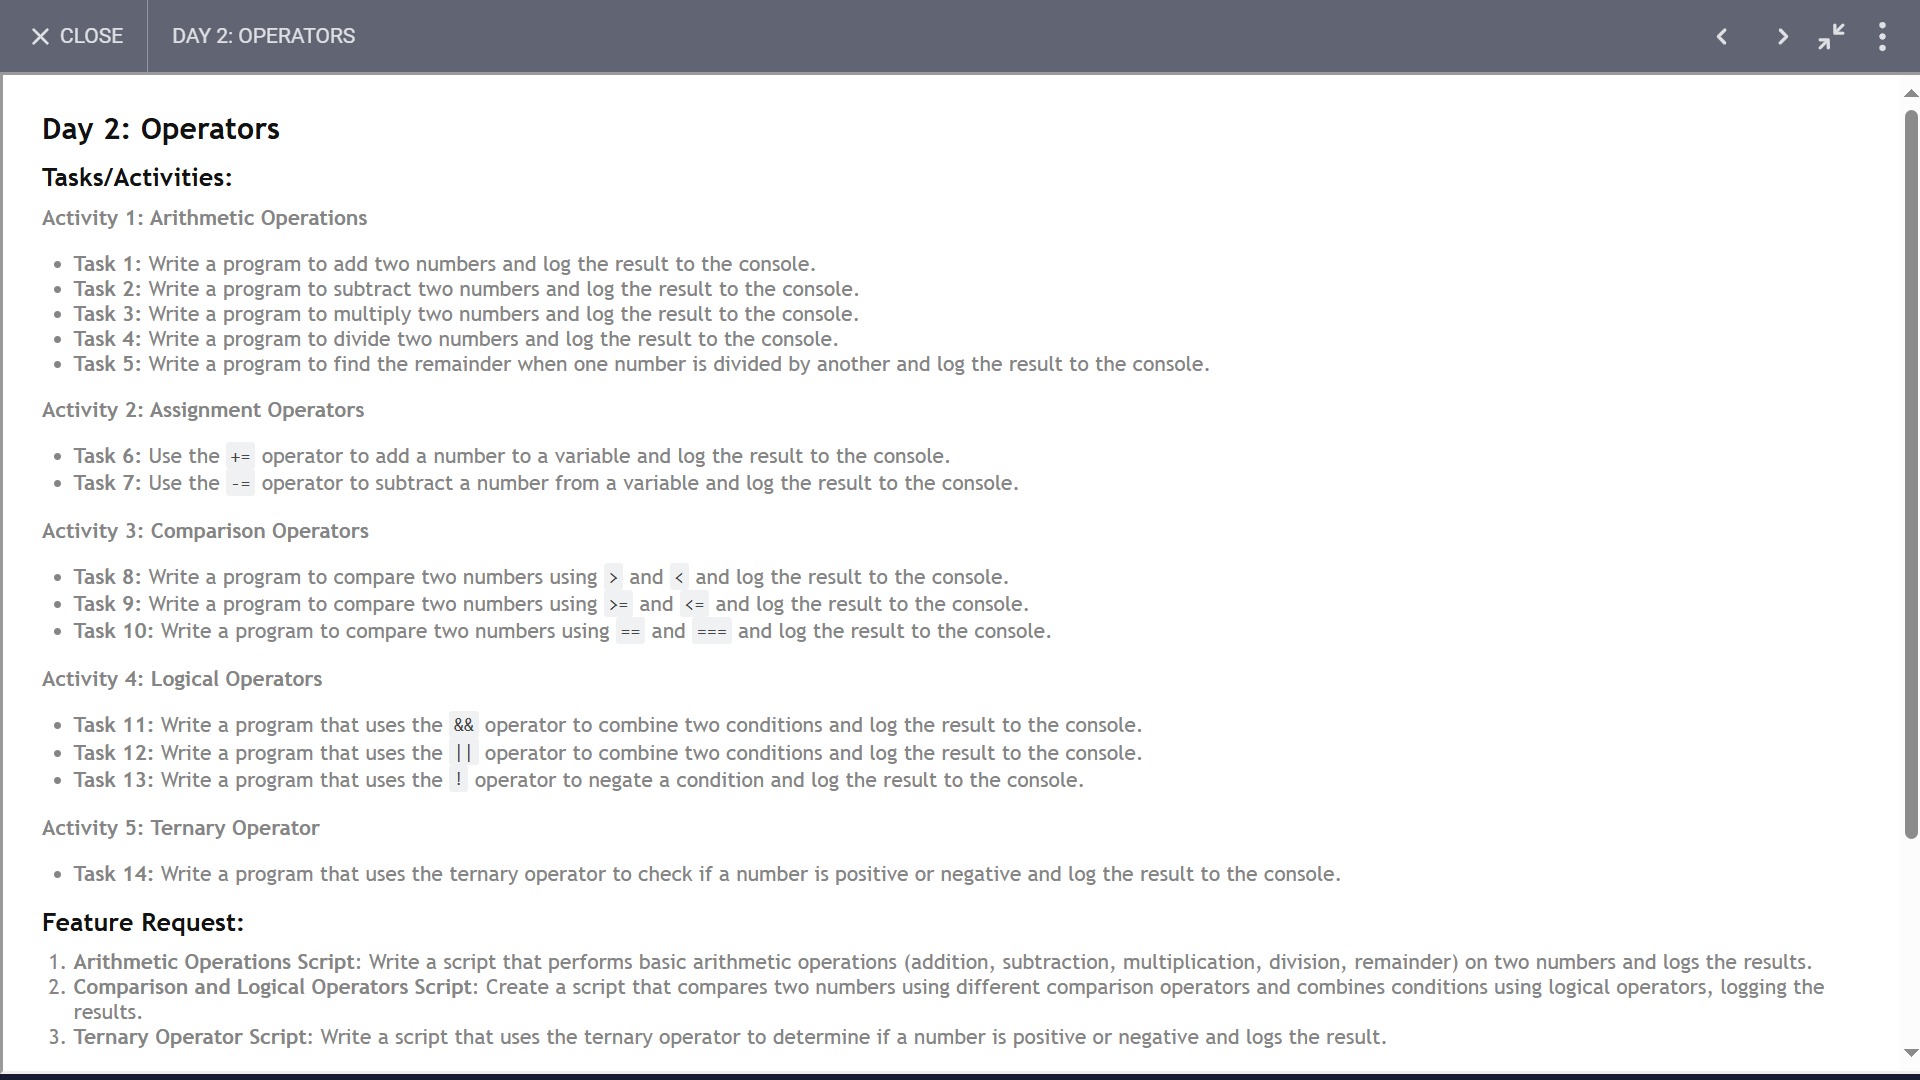 CLOSE
DAY 2: OPERATORS
Day 2: Operators
Tasks/Activities:
Activity 1: Arithmetic Operations
• Task 1: Write a program to add two numbers and log the result to the console.
• Task 2: Write a program to subtract two numbers and log the result to the console.
• Task 3: Write a program to multiply two numbers and log the result to the console.
• Task 4: Write a program to divide two numbers and log the result to the console.
• Task 5: Write a program to find the remainder when one number is divided by another and log the result to the console.
Activity 2: Assignment Operators
• Task 6: Use the += operator to add a number to a variable and log the result to the console.
• Task 7: Use the -= operator to subtract a number from a variable and log the result to the console.
Activity 3: Comparison Operators
• Task 8: Write a program to compare two numbers using > and < and log the result to the console.
• Task 9: Write a program to compare two numbers using >= and <= and log the result to the console.
• Task 10: Write a program to compare two numbers using == and === and log the result to the console.
Activity 4: Logical Operators
• Task 11: Write a program that uses the && operator to combine two conditions and log the result to the console.
• Task 12: Write a program that uses the || operator to combine two conditions and log the result to the console.
• Task 13: Write a program that uses the ! operator to negate a condition and log the result to the console.
Activity 5: Ternary Operator
• Task 14: Write a program that uses the ternary operator to check if a number is positive or negative and log the result to the console.
Feature Request:
1. Arithmetic Operations Script: Write a script that performs basic arithmetic operations (addition, subtraction, multiplication, division, remainder) on two numbers and logs the results.
2. Comparison and Logical Operators Script: Create a script that compares two numbers using different comparison operators and combines conditions using logical operators, logging the
results.
3. Ternary Operator Script: Write a script that uses the ternary operator to determine if a number is positive or negative and logs the result.